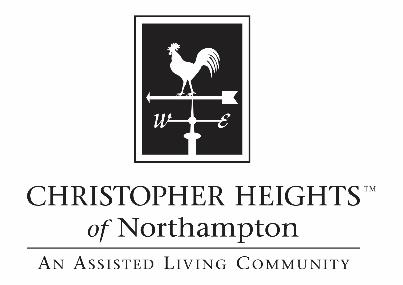 W E
CHRISTOPHER HEIGHTS™
of Northampton
AN ASSISTED LIVING COMMUNITY